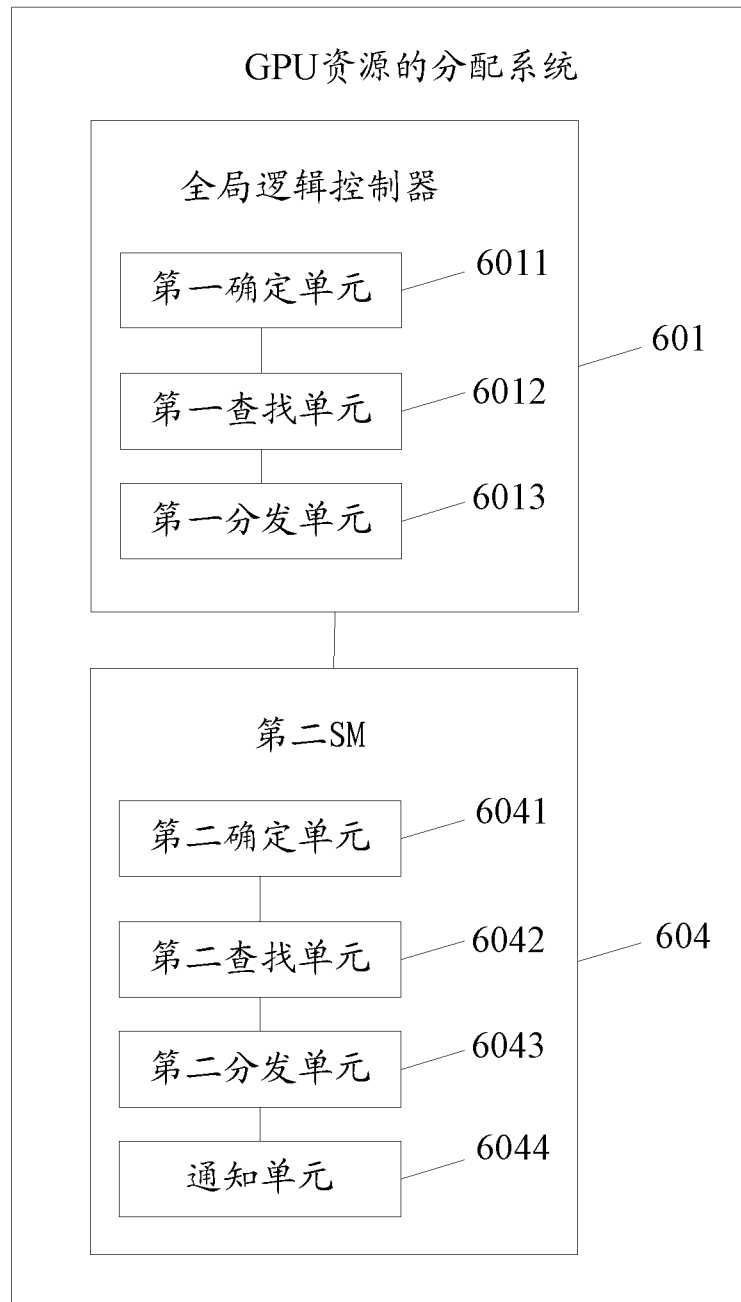 GPU资源的分配系统
全局逻辑控制器
第一确定单元
6011
601
第一查找单元
6012
第一分发单元
6013
第二SM
第二确定单元
6041
第二查找单元
6042
604
第二分发单元
6043
通知单元
6044